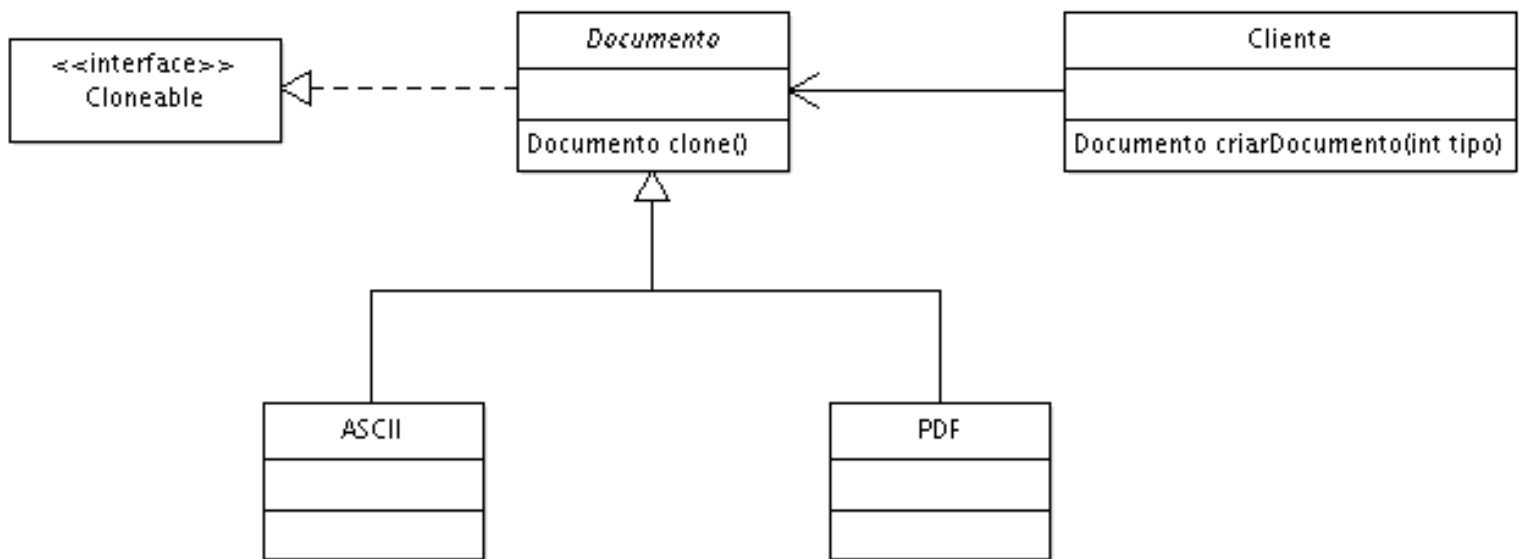 <<interface>>
Cloneable
Documento
Documento clone()
Cliente
Documento criarDocumento(int tipo)
ASCII
PDF